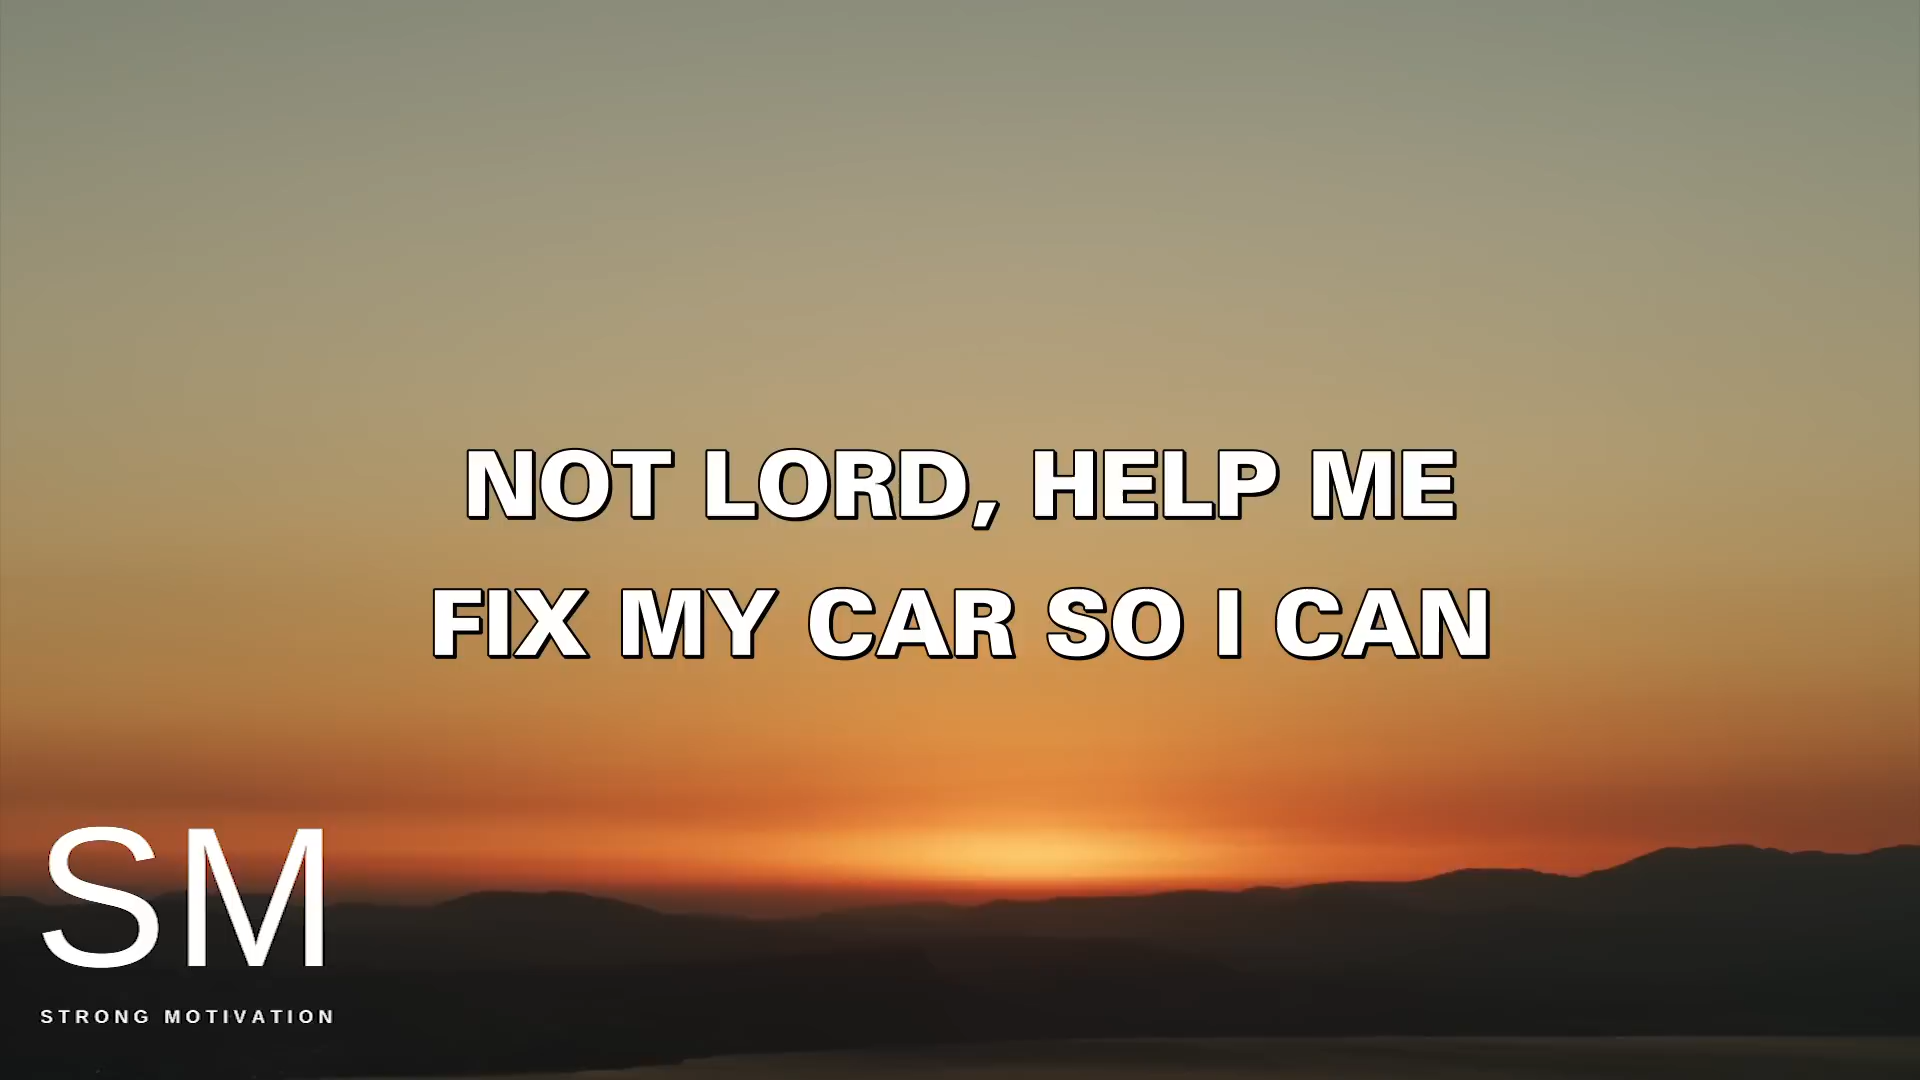 NOT LORD, HELP ME
FIX MY CAR SO I CAN
SM
STRONG MOTIVATION